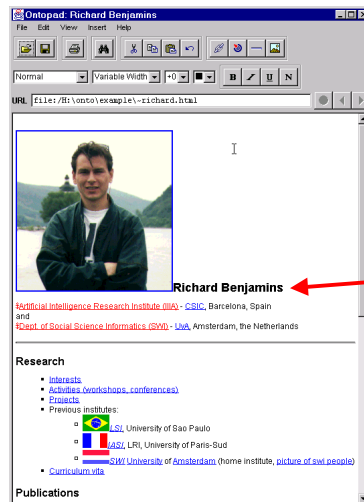 Ontopad: Richard Benjamins
File Edit View Insert Help
Normal Variable Width +0 B I U N
URL file:/H:\onto\example\~richard.html
Richard Benjamins
‡Artificial Intelligence Research Institute (IIIA) - CSIC, Barcelona, Spain
and
‡Dept. of Social Science Informatics (SWI) - UvA, Amsterdam, the Netherlands
Research
Interests
Activities (workshops, conferences)
Projects
Previous institutes:
LSI, University of Sao Paulo
IASI, LRI, University of Paris-Sud
SWI University of Amsterdam (home institute, picture of swi people)
Curriculum vita
Publications